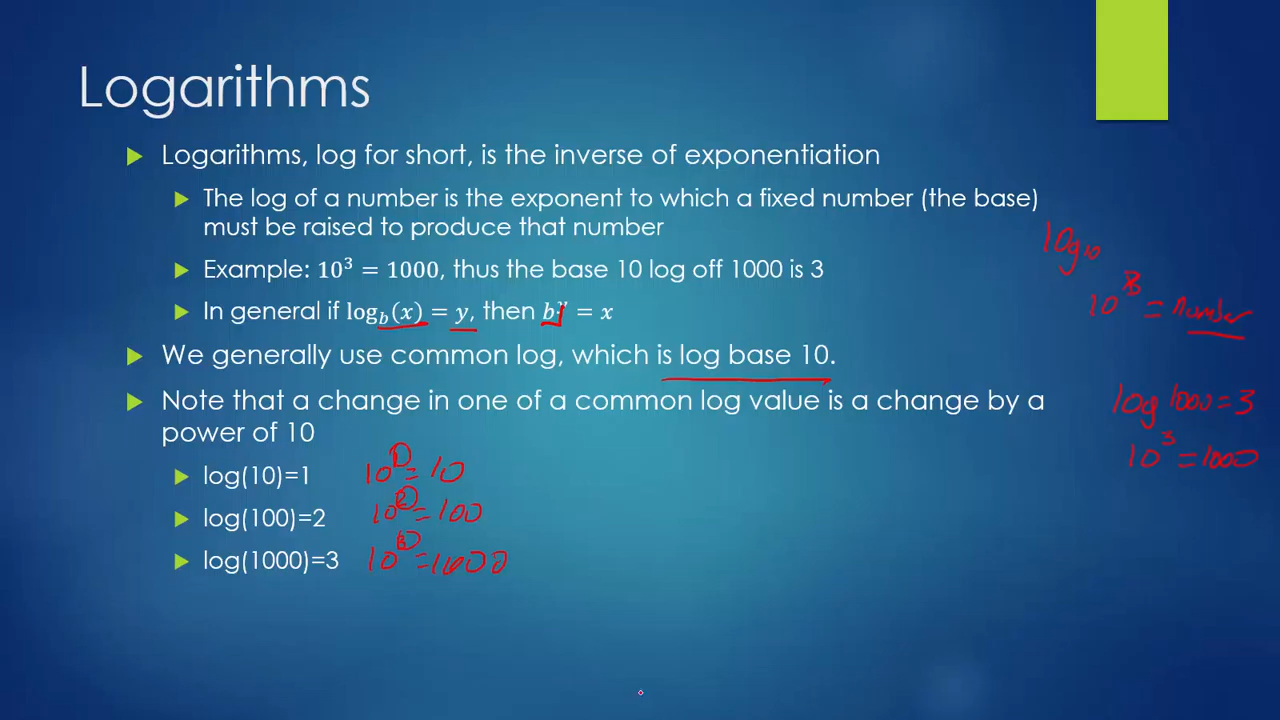 Logarithms
Logarithms, log for short, is the inverse of exponentiation
The log of a number is the exponent to which a fixed number (the base)
must be raised to produce that number
Example: 10³ = 1000, thus the base 10 log off 1000 is 3
In general if log_b(x) = y, then b^y = x
We generally use common log, which is log base 10.
Note that a change in one of a common log value is a change by a
power of 10
log(10)=1
10¹ = 10
log(100)=2
10² = 100
log(1000)=3
10³ = 1000
log₁₀
10 = number
log 1000 = 3
10³ = 1000